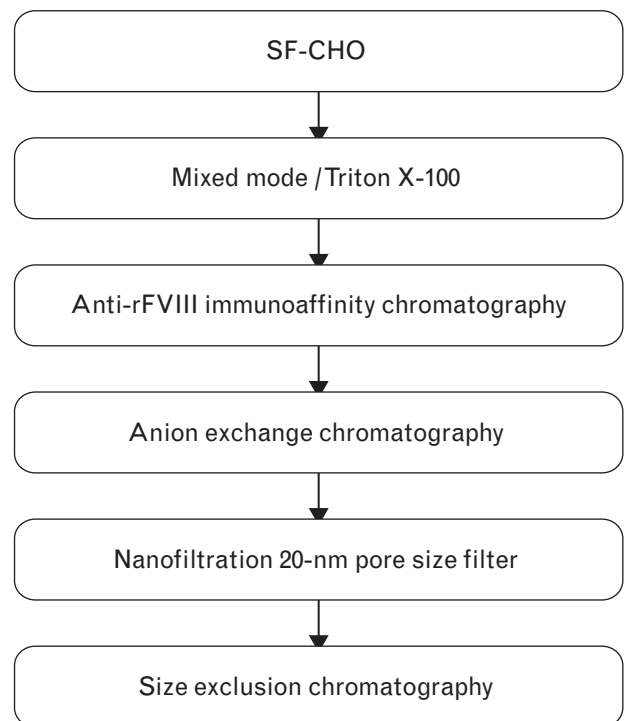 SF-CHO
Mixed mode /Triton X-100
Anti-rFVIII immunoaffinity chromatography
Anion exchange chromatography
Nanofiltration 20-nm pore size filter
Size exclusion chromatography